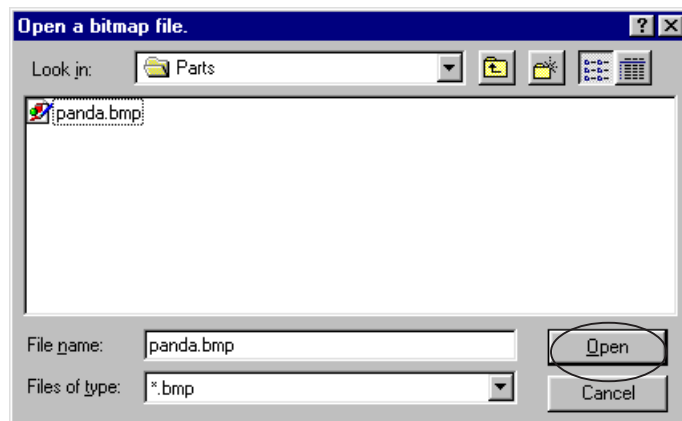 Open a bitmap file.
Look in: Parts
panda.bmp
File name: panda.bmp Open
Files of type: *.bmp Cancel